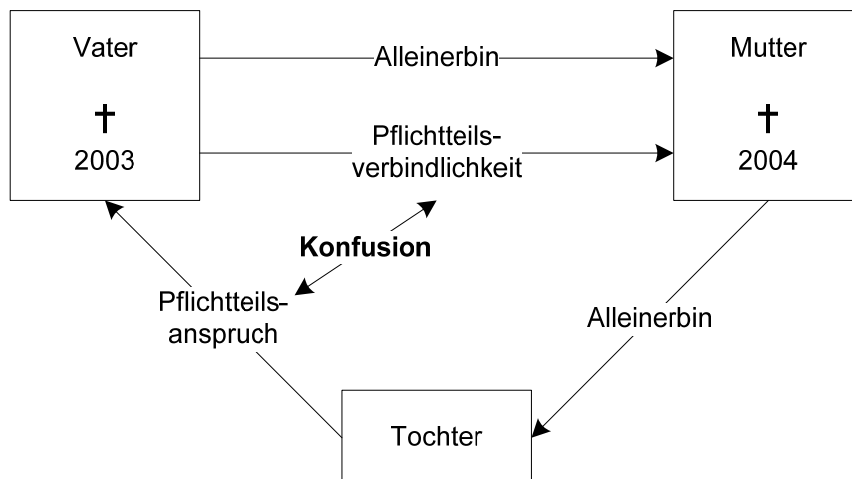 Vater
†
2003
Alleinerbin
Mutter
†
2004
Pflichtteils-
verbindlichkeit
Konfusion
Pflichtteils-
anspruch
Alleinerbin
Tochter